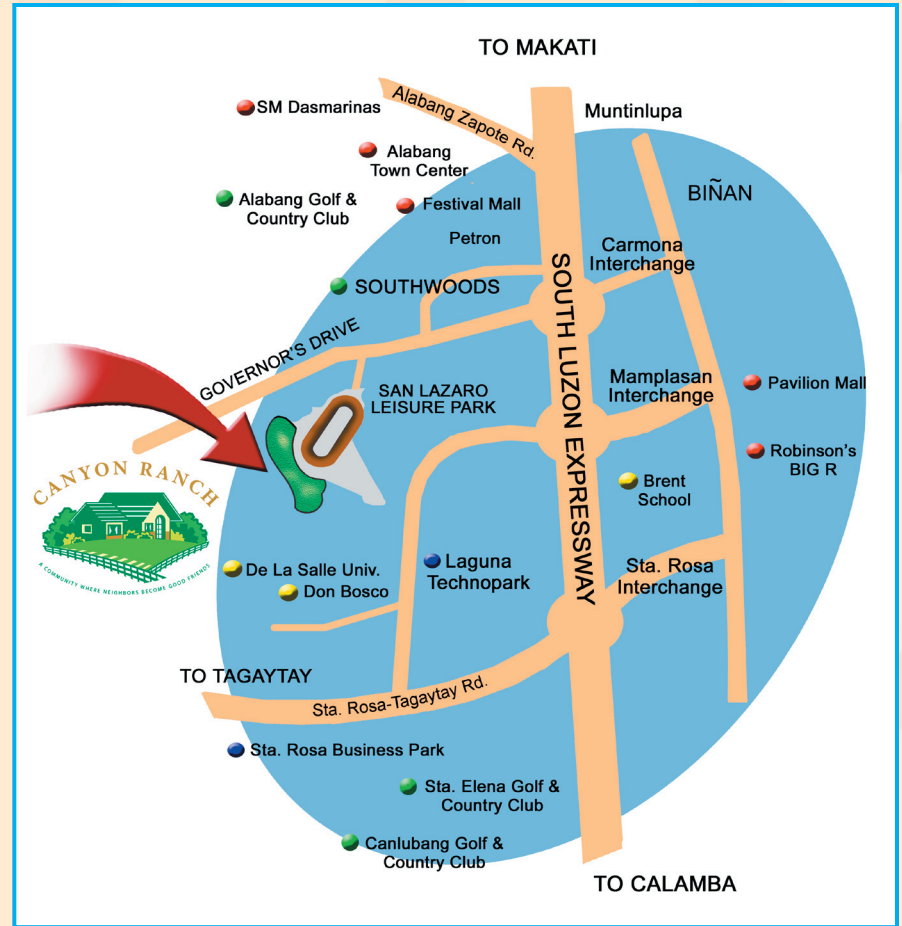 TO MAKATI
Alabang Zapote Rd.
SM Dasmarinas
Muntinlupa
Alabang
Town Center
BIÑAN
Alabang Golf &
Country Club
Festival Mall
Petron
Carmona
Interchange
SOUTHWOODS
SOUTH LUZON EXPRESSWAY
GOVERNOR'S DRIVE
SAN LAZARO
LEISURE PARK
Mamplasan
Interchange
Pavilion Mall
Robinson's
BIG R
CANYON RANCH
A COMMUNITY WHERE NEIGHBORS BECOME GOOD FRIENDS
Brent
School
De La Salle Univ.
Don Bosco
Laguna
Technopark
Sta. Rosa
Interchange
TO TAGAYTAY
Sta. Rosa-Tagaytay Rd.
Sta. Rosa Business Park
Sta. Elena Golf &
Country Club
Canlubang Golf &
Country Club
TO CALAMBA